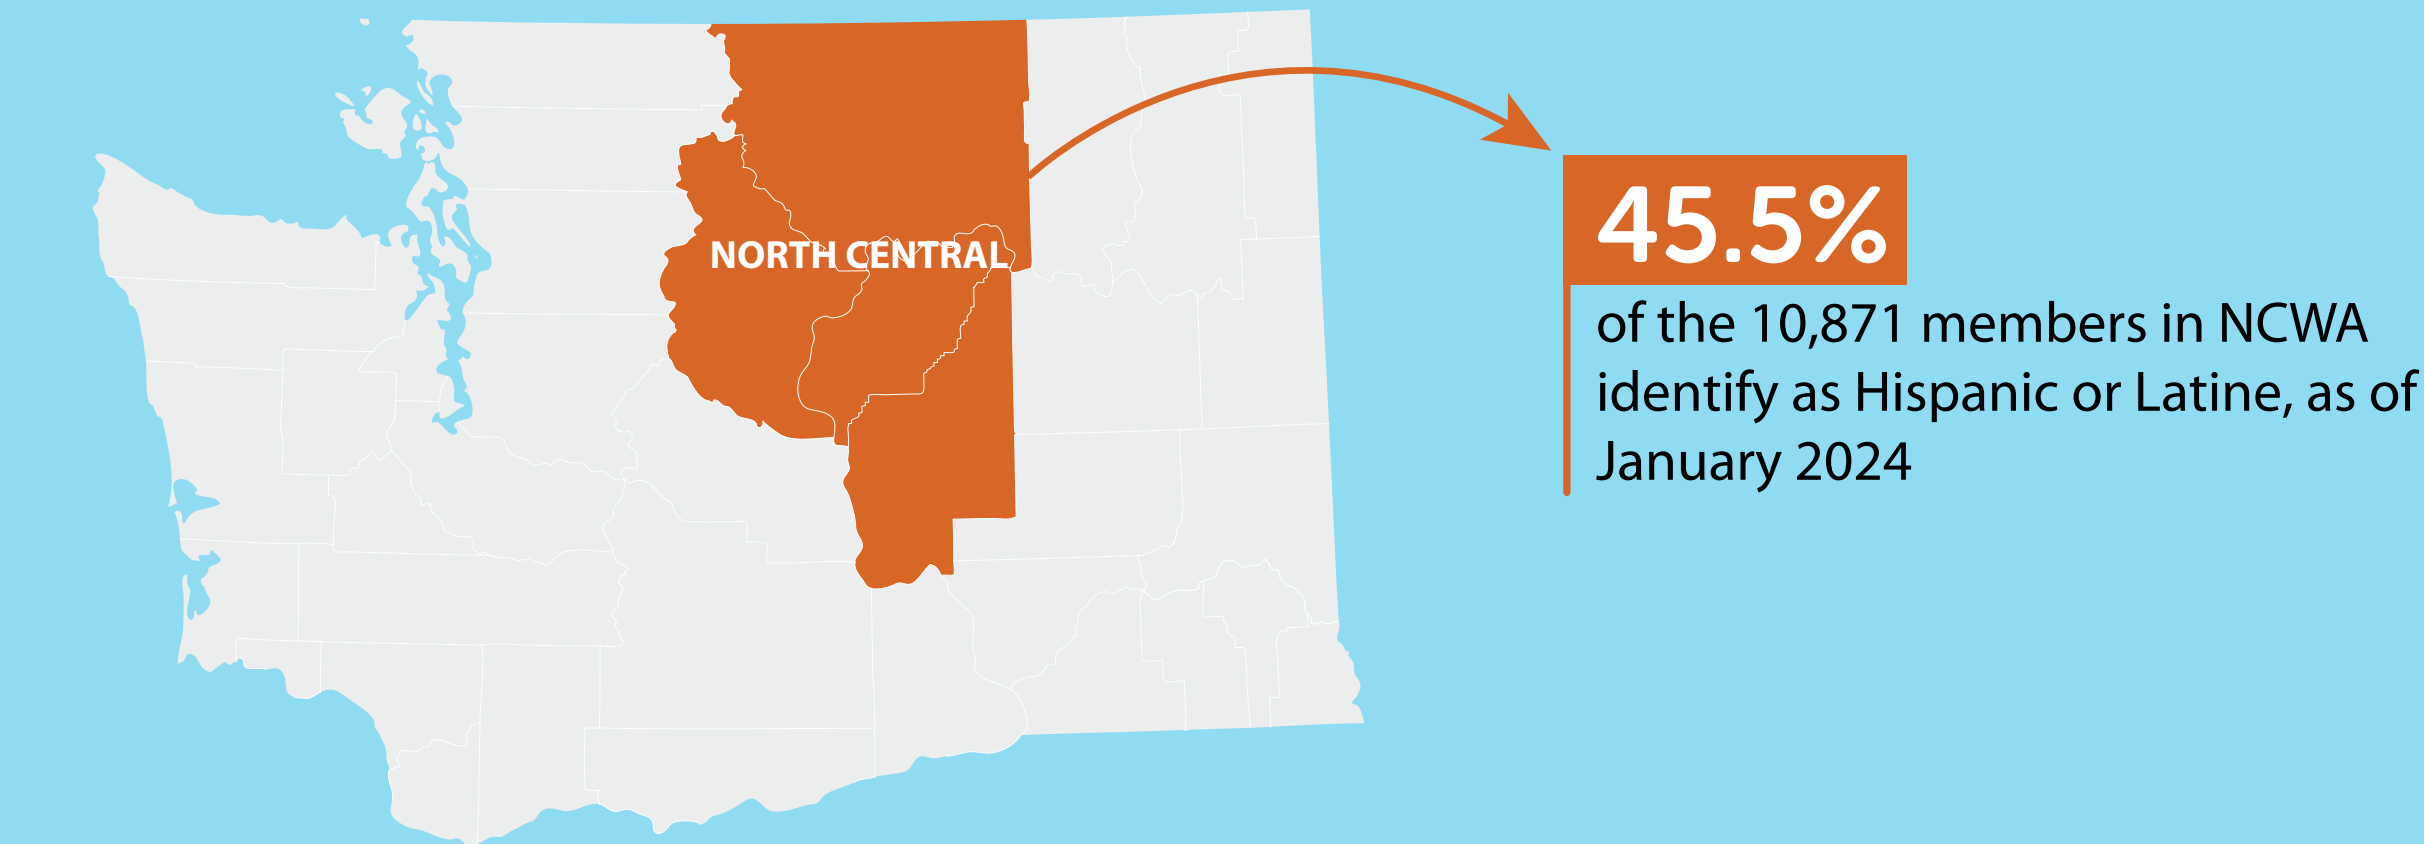 NORTH CENTRAL
45.5%
of the 10,871 members in NCWA
identify as Hispanic or Latine, as of
January 2024